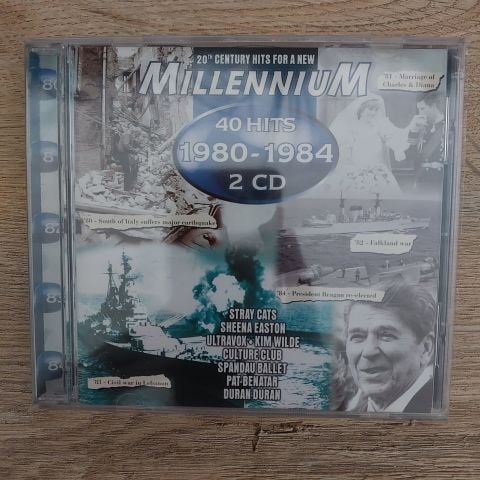 20TH CENTURY HITS FOR A NEW
MILLENNIUM
40 HITS
1980-1984
2 CD
'81 - Marriage of
Charles & Diana
'80 - South of Italy suffers major earthquake
'82 - Falkland war
'84 - President Reagan re-elected
'83 - Civil war in Lebanon
STRAY CATS
SHEENA EASTON
ULTRAVOX • KIM WILDE
CULTURE CLUB
SPANDAU BALLET
PAT BENATAR
DURAN DURAN
80
82